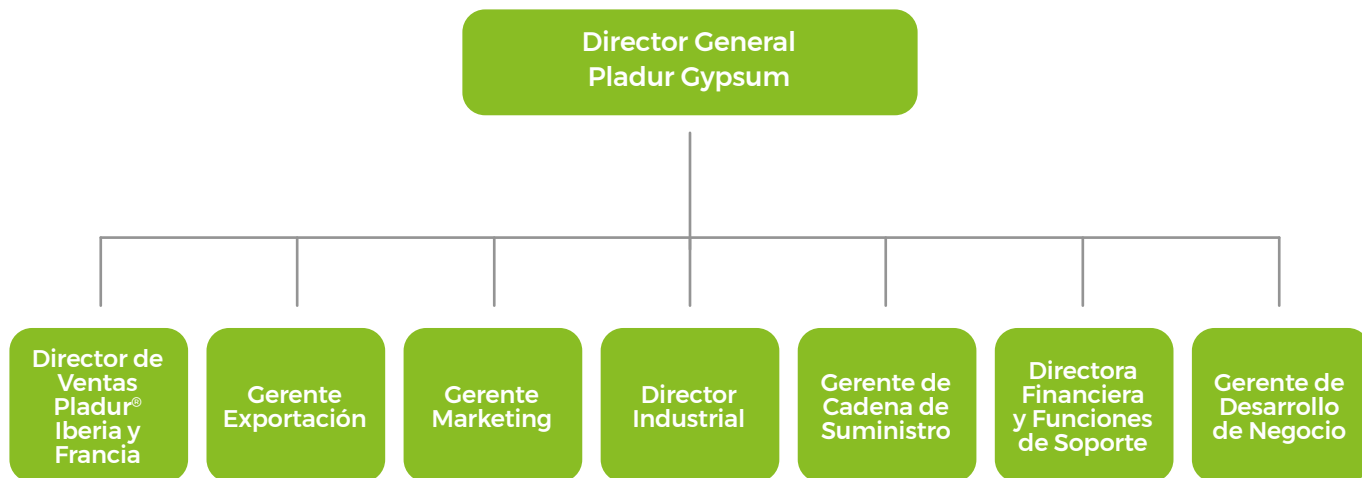 Director General
Pladur Gypsum
Director de
Ventas
Pladur®
Iberia y
Francia
Gerente
Exportación
Gerente
Marketing
Director
Industrial
Gerente de
Cadena de
Suministro
Directora
Financiera
y Funciones
de Soporte
Gerente de
Desarrollo
de Negocio